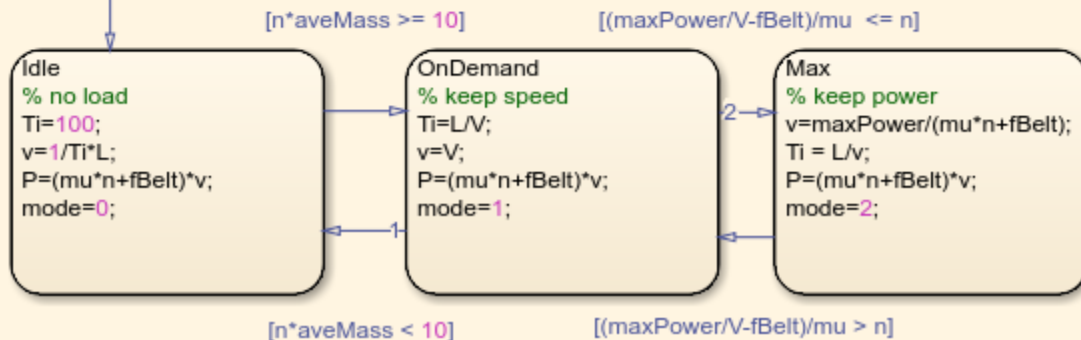 [n*aveMass >= 10]
[(maxPower/V-fBelt)/mu  <= n]
Idle
% no load
Ti=100;
v=1/Ti*L;
P=(mu*n+fBelt)*v;
mode=0;
OnDemand
% keep speed
Ti=L/V;
v=V;
P=(mu*n+fBelt)*v;
mode=1;
2
1
Max
% keep power
v=maxPower/(mu*n+fBelt);
Ti = L/v;
P=(mu*n+fBelt)*v;
mode=2;
[n*aveMass < 10]
[(maxPower/V-fBelt)/mu > n]